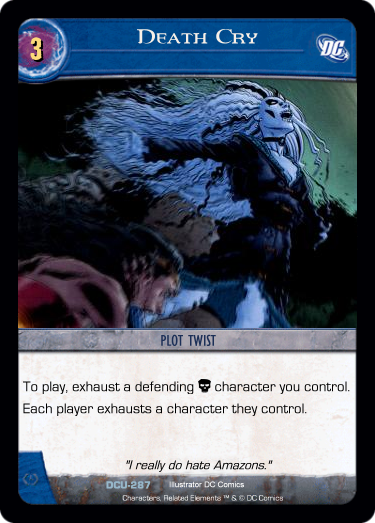 3
Death Cry
DC
PLOT TWIST
To play, exhaust a defending character you control.
Each player exhausts a character they control.
"I really do hate Amazons."
DCU-287 Illustrator DC Comics
Characters, Related Elements ™ & © DC Comics